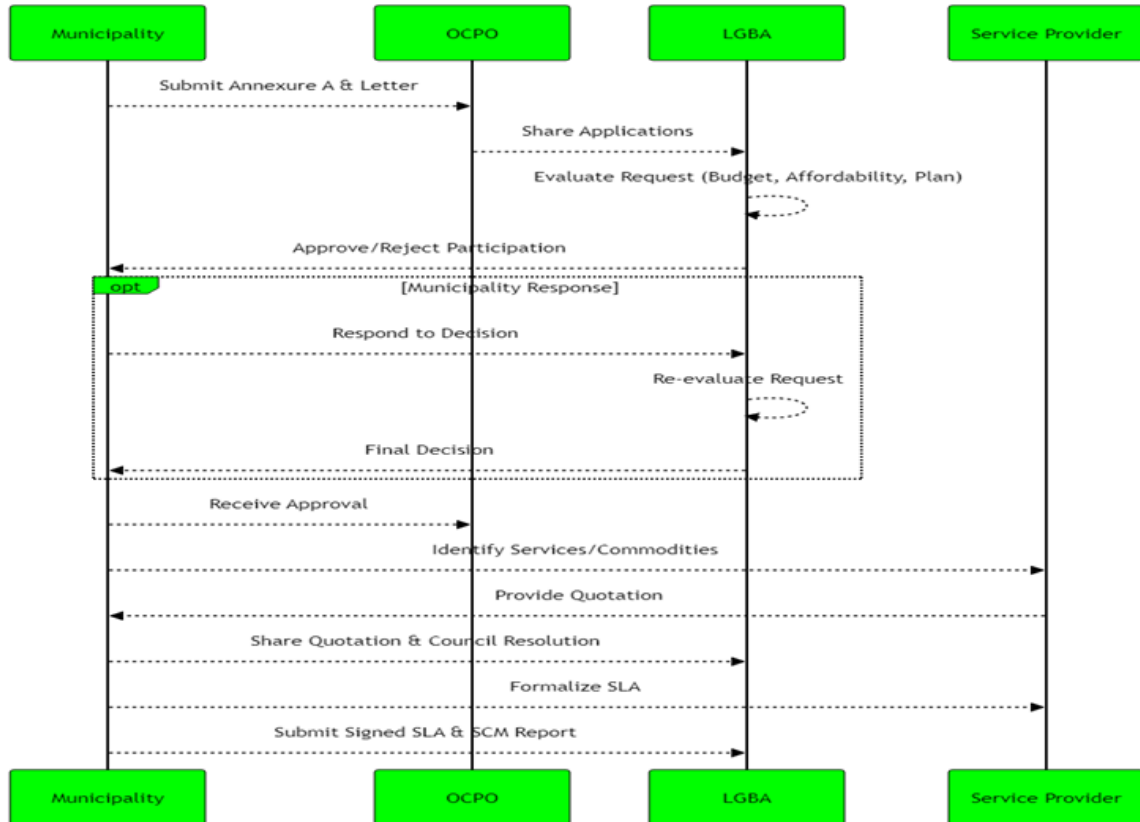 Municipality
OCPO
LGBA
Service Provider
Submit Annexure A & Letter
Share Applications
Evaluate Request (Budget, Affordability, Plan)
Approve/Reject Participation
opt
[Municipality Response]
Respond to Decision
Re-evaluate Request
Final Decision
Receive Approval
Identify Services/Commodities
Provide Quotation
Share Quotation & Council Resolution
Formalize SLA
Submit Signed SLA & SCM Report
Municipality
OCPO
LGBA
Service Provider